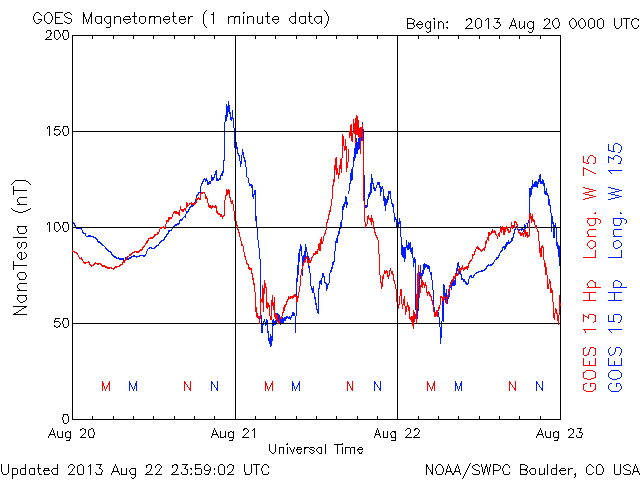 GOES Magnetometer (1 minute data)
Begin: 2013 Aug 20 0000 UTC
200
150
100
50
0
NanoTesla (nT)
M M N N M M N N M M N N
Aug 20 Aug 21 Aug 22 Aug 23
Universal Time
GOES 13 Hp Long. W 75
GOES 15 Hp Long. W 135
Updated 2013 Aug 22 23:59:02 UTC
NOAA/SWPC Boulder, CO USA